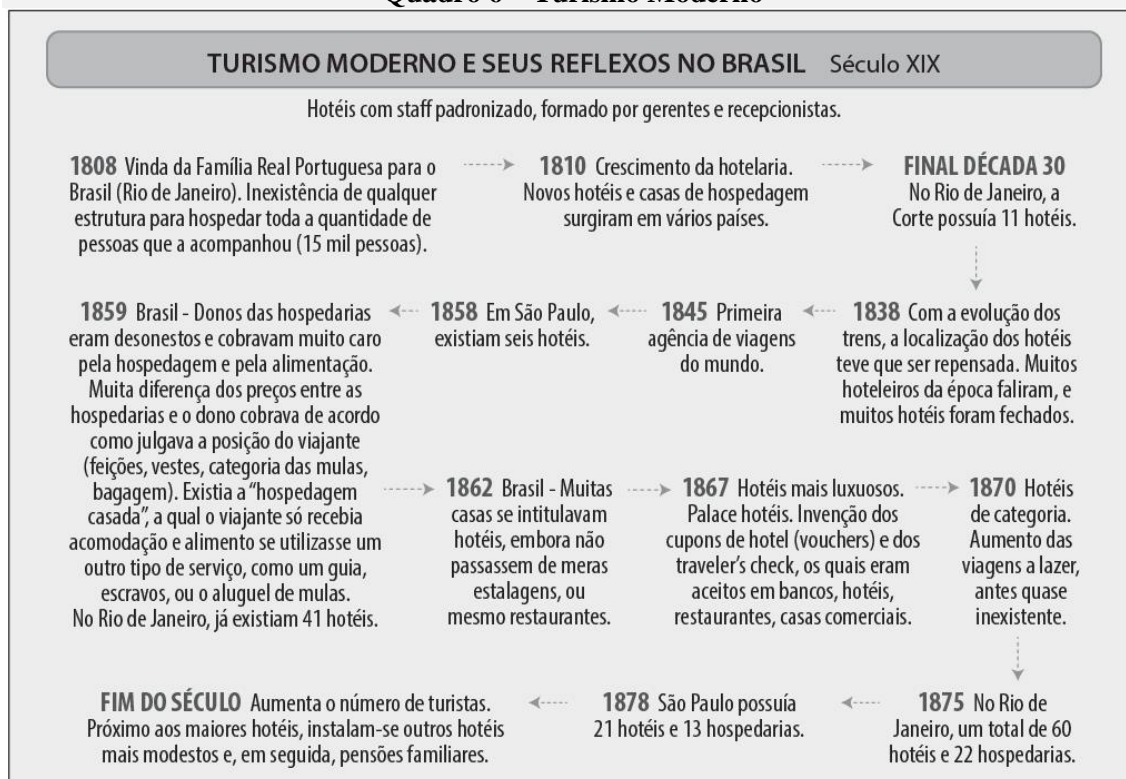 Quadro 6 – Turismo Moderno
TURISMO MODERNO E SEUS REFLEXOS NO BRASIL Século XIX
Hotéis com staff padronizado, formado por gerentes e recepcionistas.
1808 Vinda da Família Real Portuguesa para o
Brasil (Rio de Janeiro). Inexistência de qualquer
estrutura para hospedar toda a quantidade de
pessoas que a acompanhou (15 mil pessoas).
1810 Crescimento da hotelaria.
Novos hotéis e casas de hospedagem
surgiram em vários países.
FINAL DÉCADA 30
No Rio de Janeiro, a
Corte possuía 11 hotéis.
1838 Com a evolução dos
trens, a localização dos hotéis
teve que ser repensada. Muitos
hoteleiros da época faliram, e
muitos hotéis foram fechados.
1845 Primeira
agência de viagens
do mundo.
1858 Em São Paulo,
existiam seis hotéis.
1859 Brasil - Donos das hospedarias
eram desonestos e cobravam muito caro
pela hospedagem e pela alimentação.
Muita diferença dos preços entre as
hospedarias e o dono cobrava de acordo
como julgava a posição do viajante
(feições, vestes, categoria das mulas,
bagagem). Existia a “hospedagem
casada”, a qual o viajante só recebia
acomodação e alimento se utilizasse um
outro tipo de serviço, como um guia,
escravos, ou o aluguel de mulas.
No Rio de Janeiro, já existiam 41 hotéis.
1862 Brasil - Muitas
casas se intitulavam
hotéis, embora não
passassem de meras
estalagens, ou
mesmo restaurantes.
1867 Hotéis mais luxuosos.
Palace hotéis. Invenção dos
cupons de hotel (vouchers) e dos
traveler’s check, os quais eram
aceitos em bancos, hotéis,
restaurantes, casas comerciais.
1870 Hotéis
de categoria.
Aumento das
viagens a lazer,
antes quase
inexistente.
1875 No Rio de
Janeiro, um total de 60
hotéis e 22 hospedarias.
1878 São Paulo possuía
21 hotéis e 13 hospedarias.
FIM DO SÉCULO Aumenta o número de turistas.
Próximo aos maiores hotéis, instalam-se outros hotéis
mais modestos e, em seguida, pensões familiares.